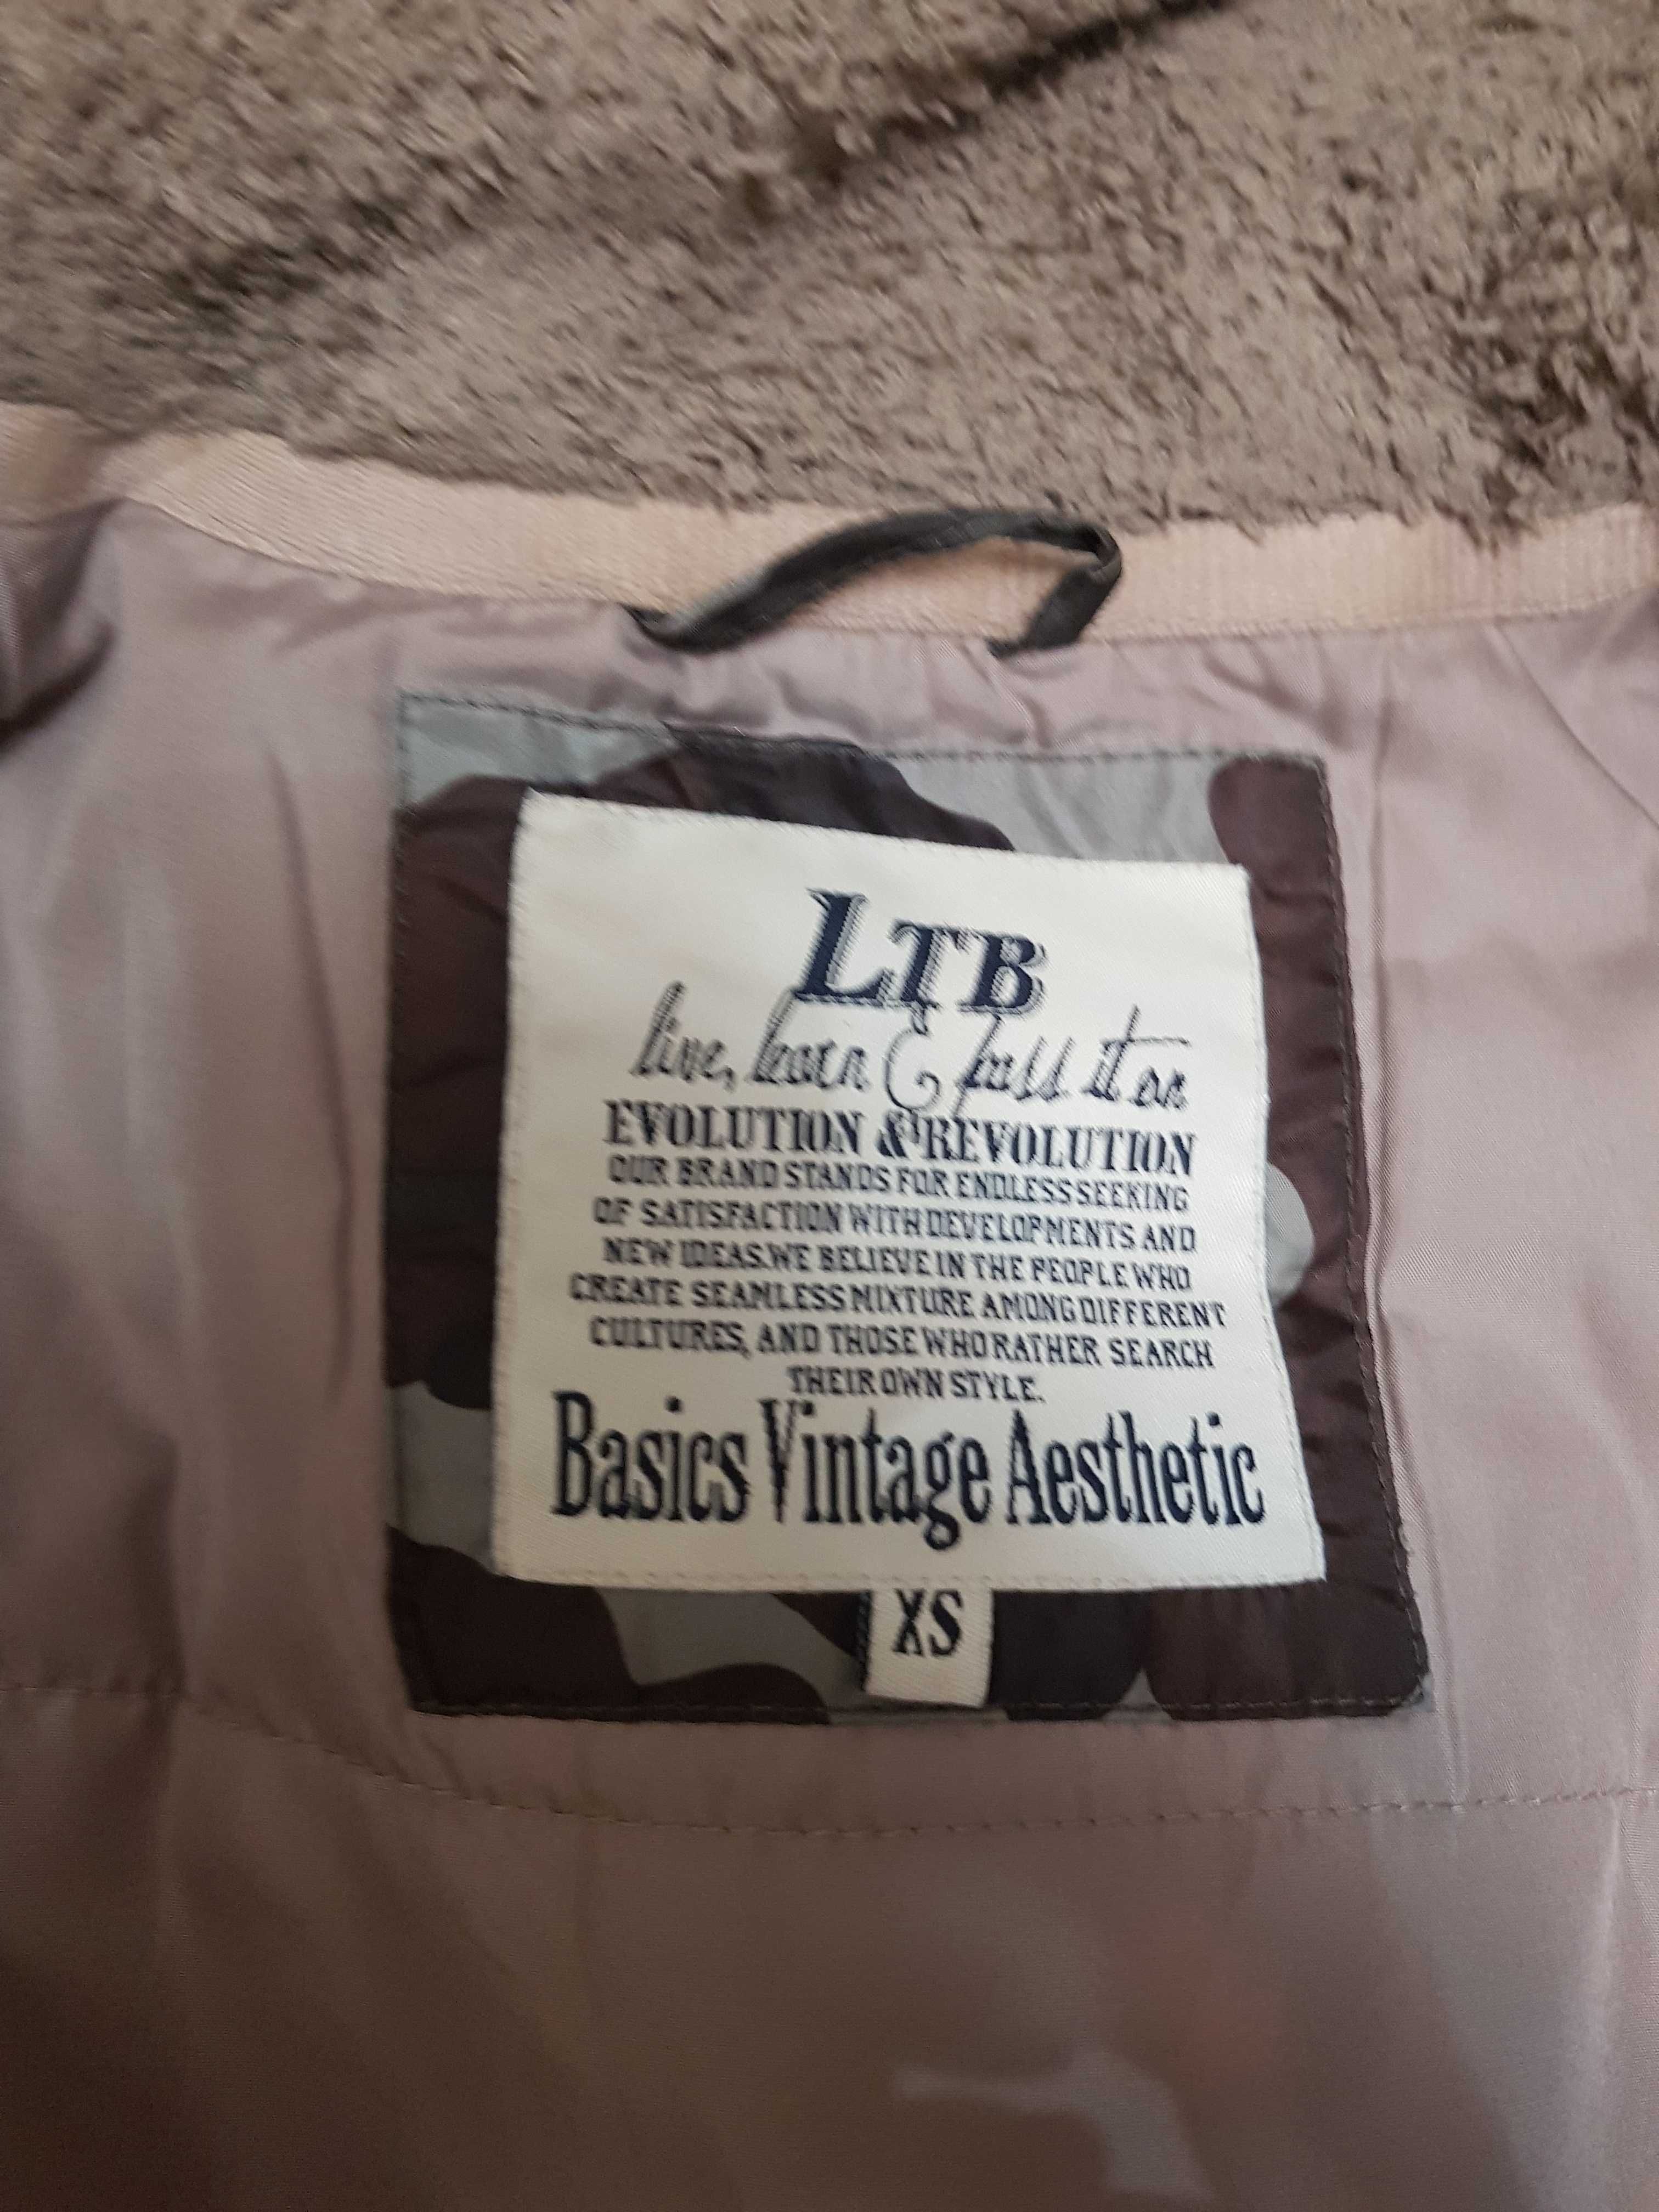 LTB
live, learn & pass it on
EVOLUTION & REVOLUTION
OUR BRAND STANDS FOR ENDLESS SEEKING
OF SATISFACTION WITH DEVELOPMENTS AND
NEW IDEAS.WE BELIEVE IN THE PEOPLE WHO
CREATE SEAMLESS MIXTURE AMONG DIFFERENT
CULTURES, AND THOSE WHO RATHER SEARCH
THEIR OWN STYLE.
Basics Vintage Aesthetic
XS